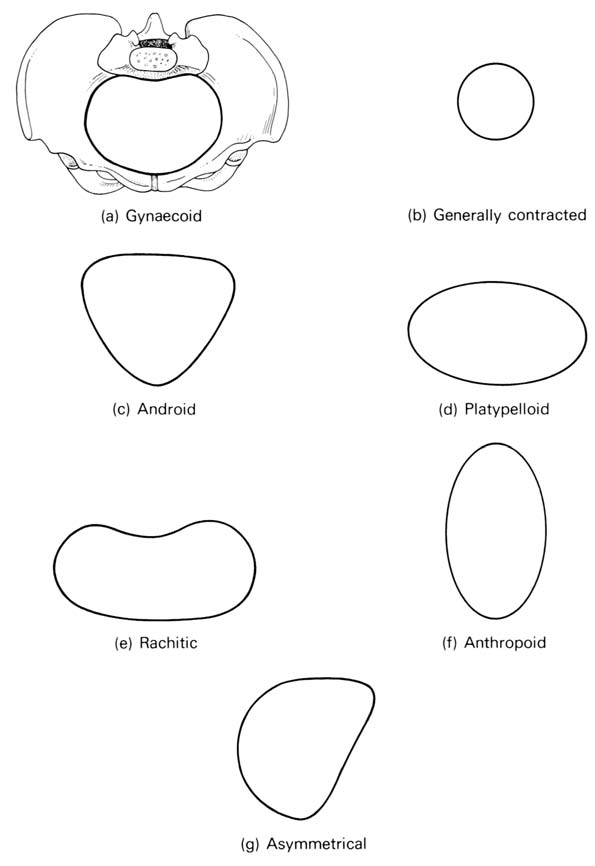 (a) Gynaecoid
(b) Generally contracted
(c) Android
(d) Platypelloid
(e) Rachitic
(f) Anthropoid
(g) Asymmetrical